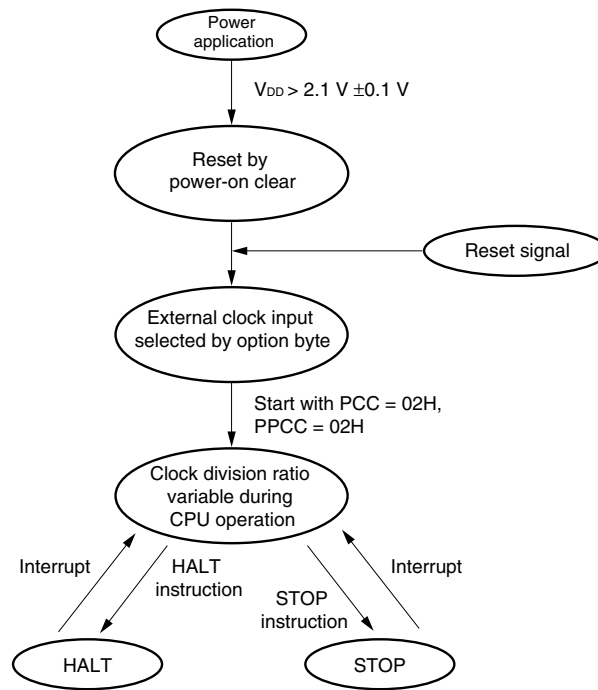 Power
application
VDD > 2.1 V ±0.1 V
Reset by
power-on clear
Reset signal
External clock input
selected by option byte
Start with PCC = 02H,
PPCC = 02H
Clock division ratio
variable during
CPU operation
Interrupt
HALT
instruction
STOP
instruction
Interrupt
HALT
STOP